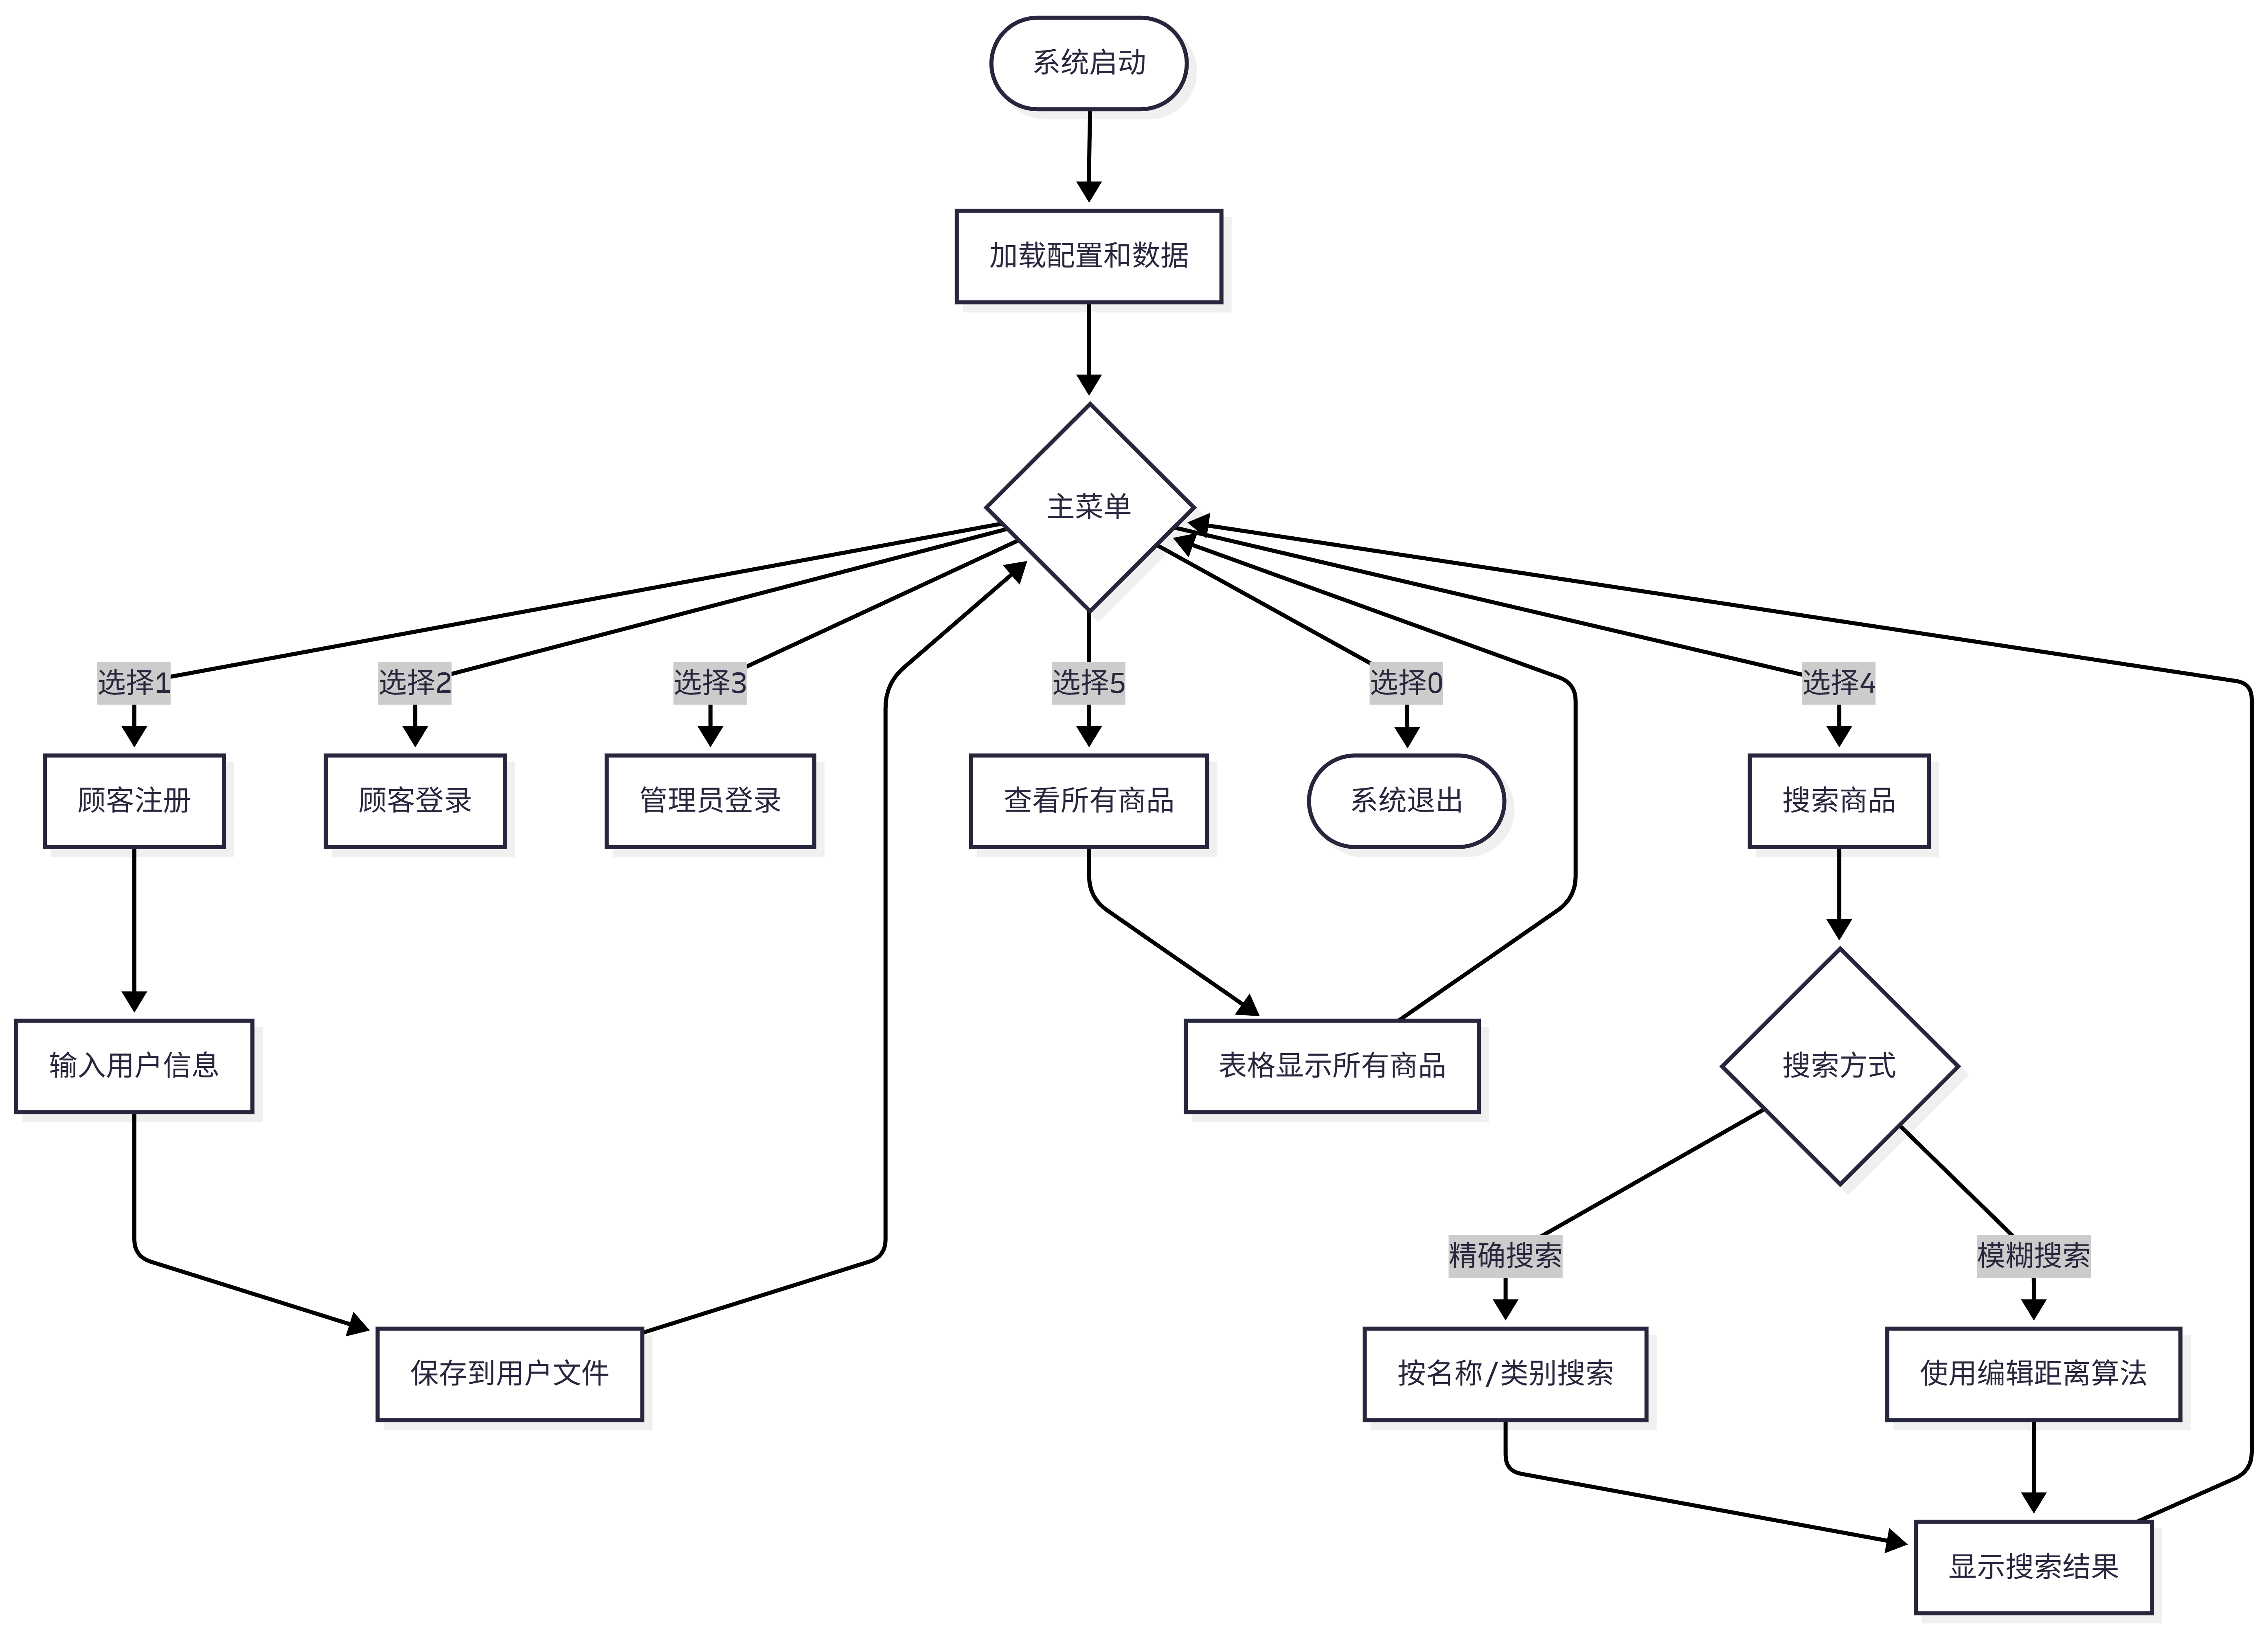 系统启动
加载配置和数据
主菜单
选择1
选择2
选择3
选择5
选择0
选择4
顾客注册
顾客登录
管理员登录
查看所有商品
系统退出
搜索商品
输入用户信息
表格显示所有商品
搜索方式
精确搜索
模糊搜索
保存到用户文件
按名称/类别搜索
使用编辑距离算法
显示搜索结果